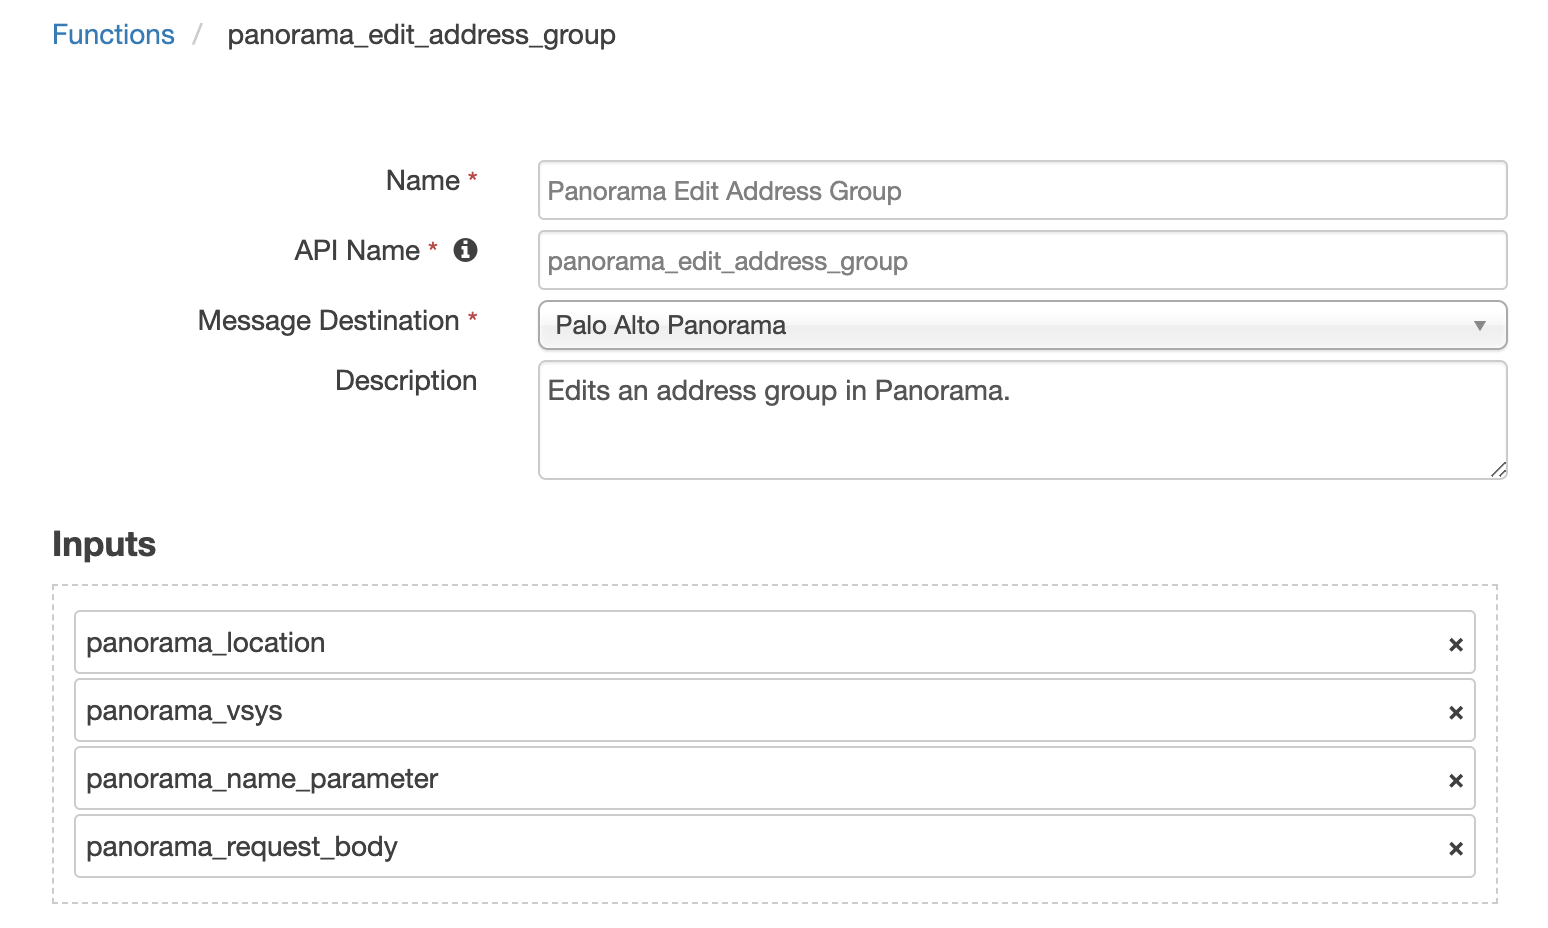 Functions / panorama_edit_address_group
Name *
Panorama Edit Address Group
API Name *
panorama_edit_address_group
Message Destination *
Palo Alto Panorama
Description
Edits an address group in Panorama.
Inputs
panorama_location
panorama_vsys
panorama_name_parameter
panorama_request_body